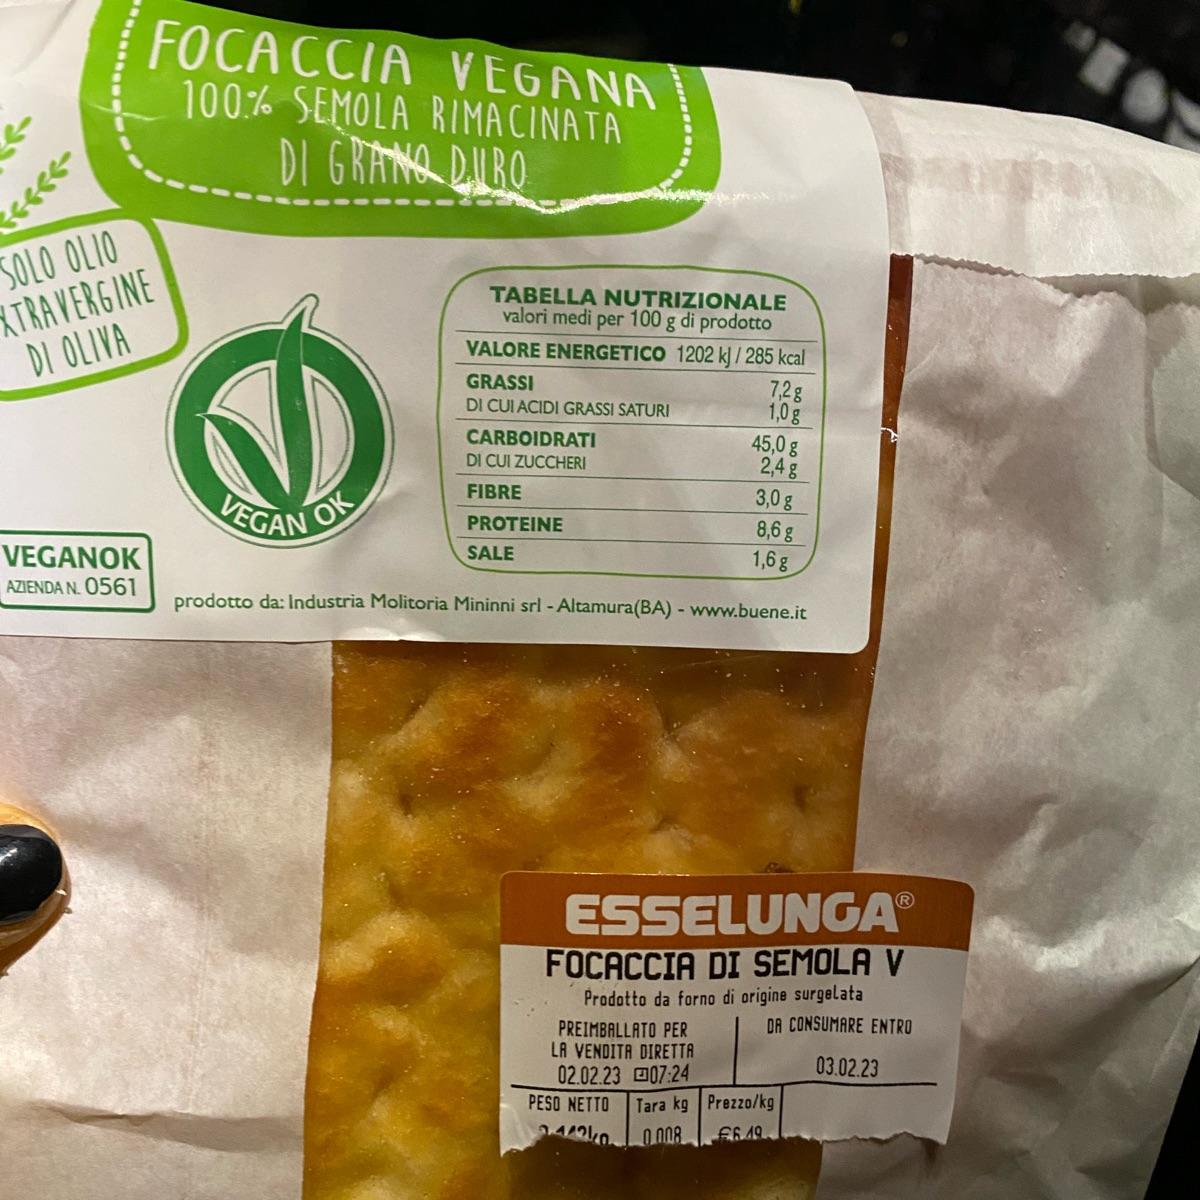 FOCACCIA VEGANA
100% SEMOLA RIMACINATA
DI GRANO DURO
SOLO OLIO
XTRAVERGINE
DI OLIVA
VEGAN OK
VEGANOK
AZIENDA N. 0561
TABELLA NUTRIZIONALE
valori medi per 100 g di prodotto
VALORE ENERGETICO 1202 kJ / 285 kcal
GRASSI 7,2 g
DI CUI ACIDI GRASSI SATURI 1,0 g
CARBOIDRATI 45,0 g
DI CUI ZUCCHERI 2,4 g
FIBRE 3,0 g
PROTEINE 8,6 g
SALE 1,6 g
prodotto da: Industria Molitoria Mininni srl - Altamura(BA) - www.buene.it
ESSELUNGA®
FOCACCIA DI SEMOLA V
Prodotto da forno di origine surgelata
PREIMBALLATO PER
LA VENDITA DIRETTA
02.02.23 07:24
DA CONSUMARE ENTRO
03.02.23
PESO NETTO Tara kg Prezzo/kg
0.008 €6,49